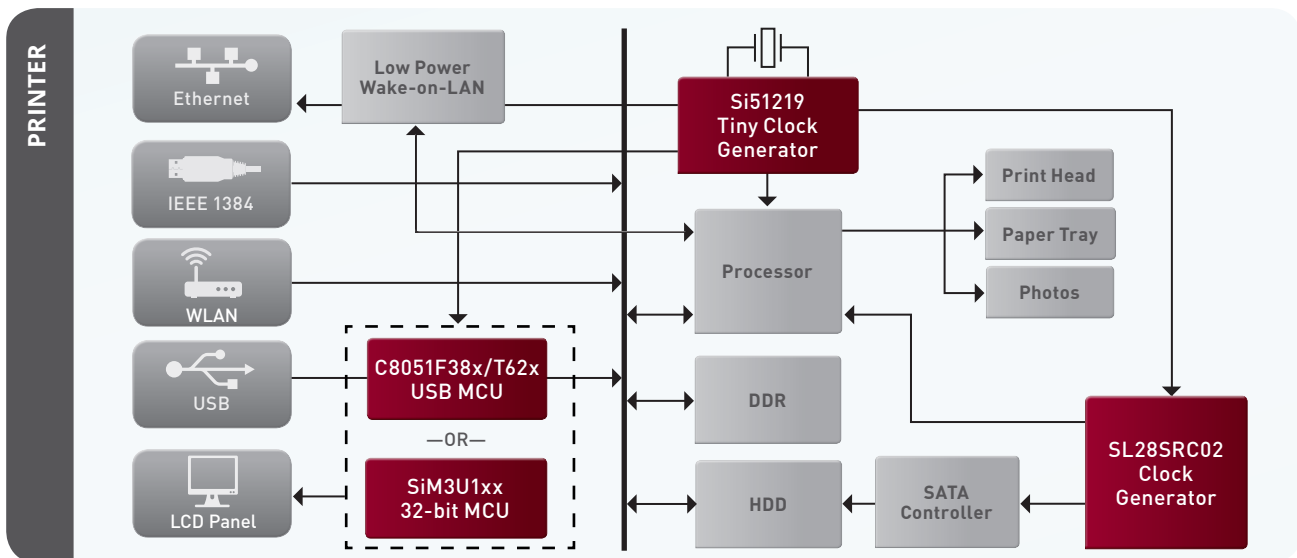 PRINTER
Ethernet
IEEE 1384
WLAN
USB
LCD Panel
Low Power
Wake-on-LAN
C8051F38x/T62x
USB MCU
—OR—
SiM3U1xx
32-bit MCU
Si51219
Tiny Clock
Generator
Processor
DDR
HDD
SATA
Controller
Print Head
Paper Tray
Photos
SL28SRC02
Clock
Generator